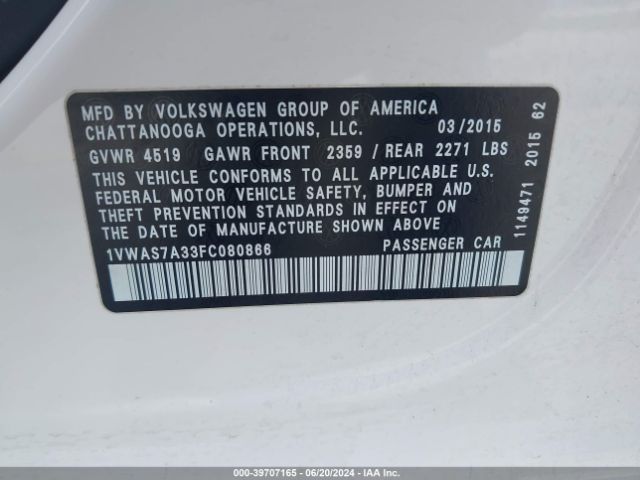 MFD BY VOLKSWAGEN GROUP OF AMERICA
CHATTANOOGA OPERATIONS, LLC. 03/2015
GVWR 4519 GAWR FRONT 2359 / REAR 2271 LBS
THIS VEHICLE CONFORMS TO ALL APPLICABLE U.S.
FEDERAL MOTOR VEHICLE SAFETY, BUMPER AND
THEFT PREVENTION STANDARDS IN EFFECT ON
THE DATE OF MANUFACTURE SHOWN ABOVE
1VWAS7A33FC080866 PASSENGER CAR
1149471 2015 62
000-39707165 - 06/20/2024 - IAAI.com